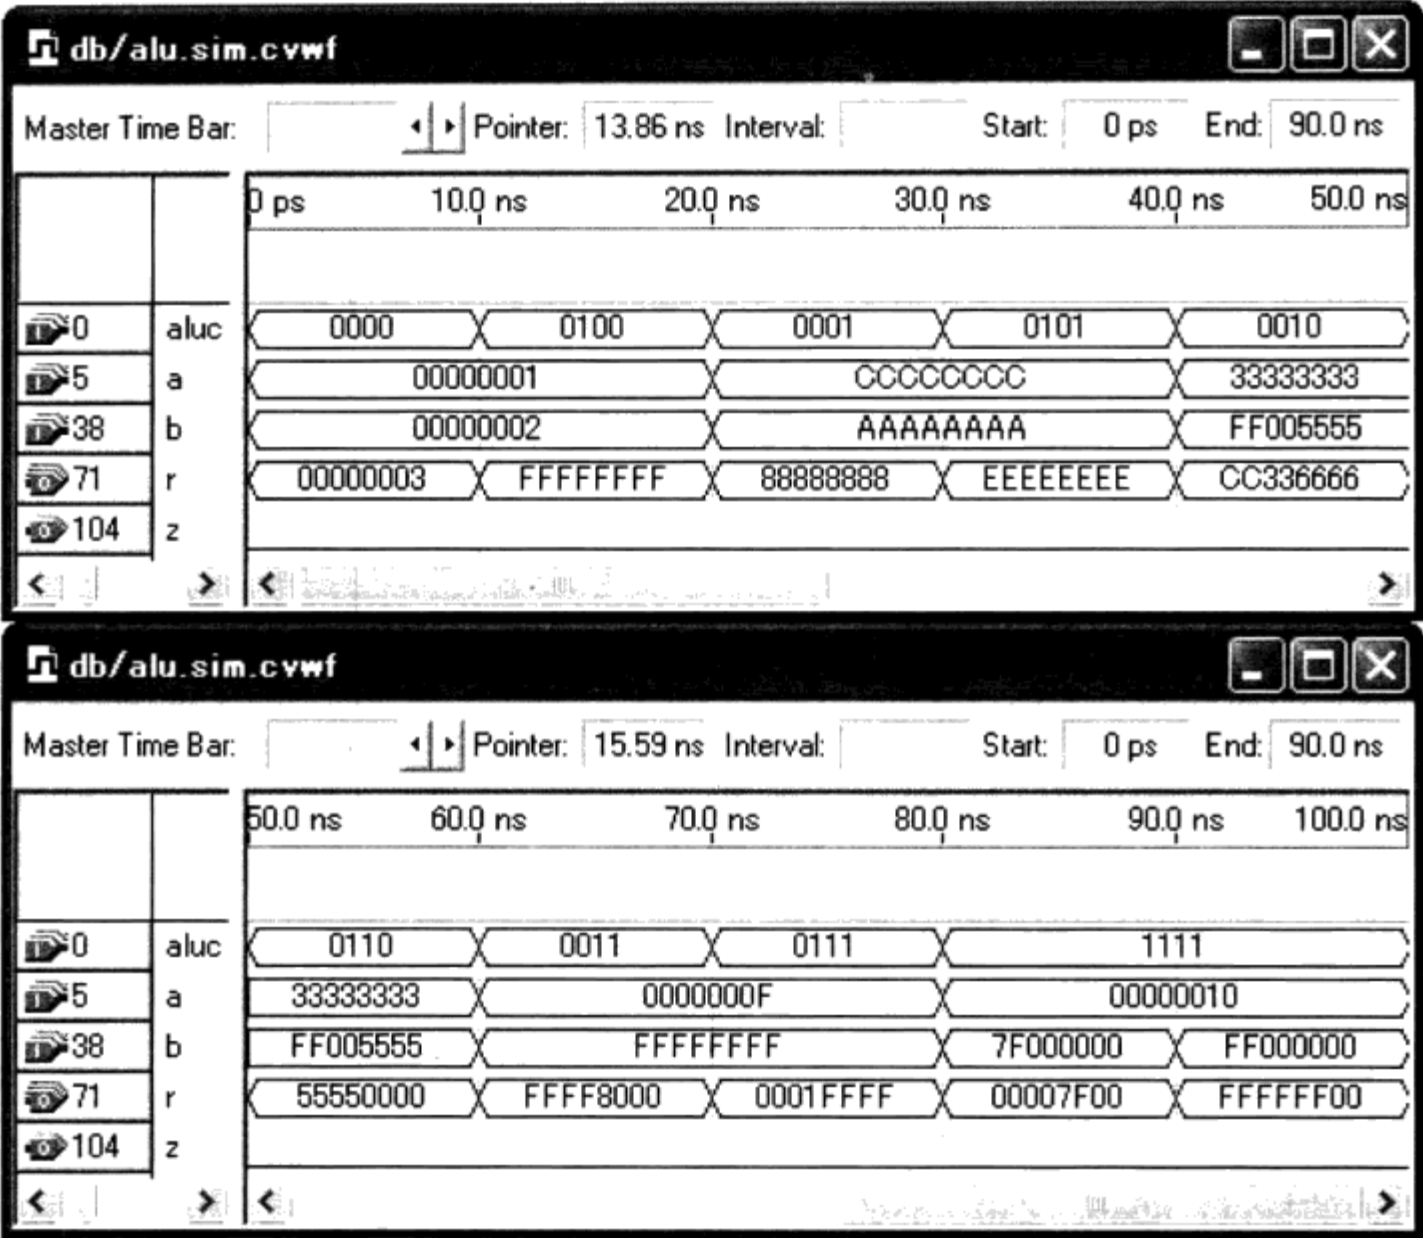 db/alu.sim.cvwf
Master Time Bar: Pointer: 13.86 ns Interval: Start: 0 ps End: 90.0 ns
0 ps 10.0 ns 20.0 ns 30.0 ns 40.0 ns 50.0 ns
0 aluc 0000 0100 0001 0101 0010
5 a 00000001 CCCCCCCC 33333333
38 b 00000002 AAAAAAAA FF005555
71 r 00000003 FFFFFFFF 88888888 EEEEEEEE CC336666
104 z
db/alu.sim.cvwf
Master Time Bar: Pointer: 15.59 ns Interval: Start: 0 ps End: 90.0 ns
50.0 ns 60.0 ns 70.0 ns 80.0 ns 90.0 ns 100.0 ns
0 aluc 0110 0011 0111 1111
5 a 33333333 0000000F 00000010
38 b FF005555 FFFFFFFF 7F000000 FF000000
71 r 55550000 FFFF8000 0001FFFF 00007F00 FFFFFF00
104 z